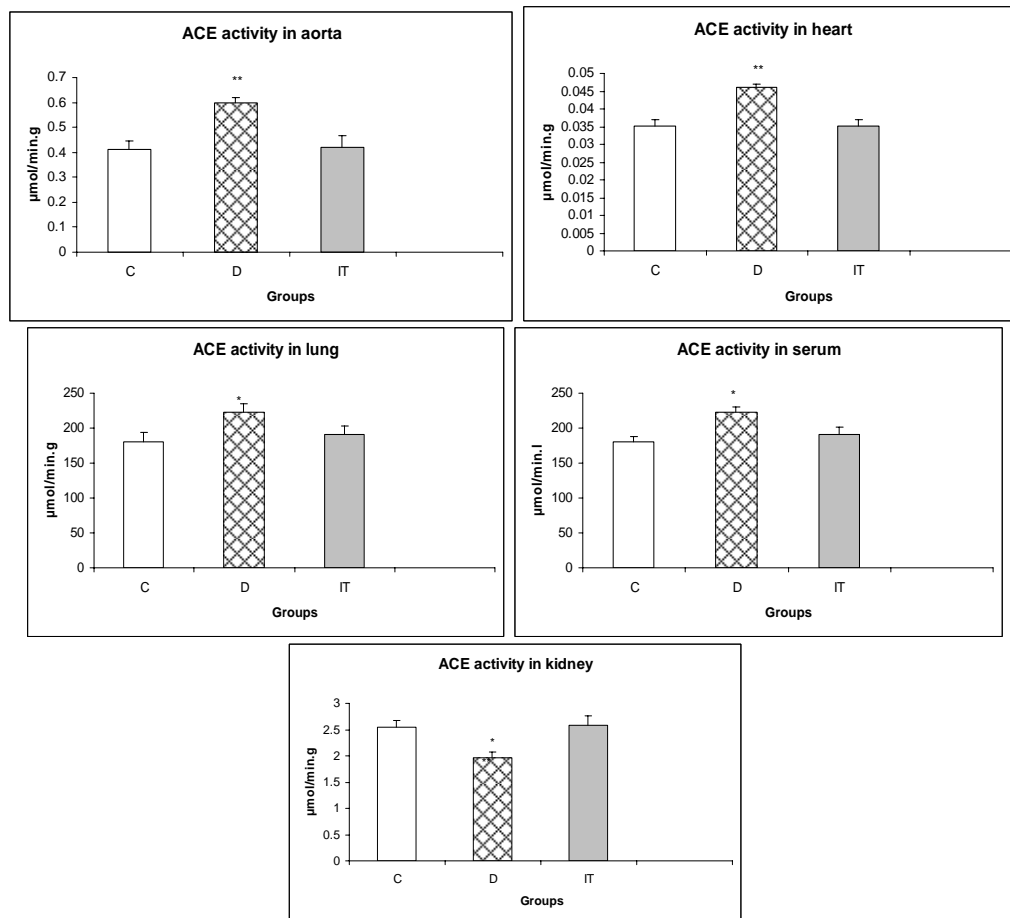 ACE activity in aorta
**
0.7
0.6
0.5
0.4
0.3
0.2
0.1
0
µmol/min.g
C D IT
Groups
ACE activity in heart
**
0.05
0.045
0.04
0.035
0.03
0.025
0.02
0.015
0.01
0.005
0
µmol/min.g
C D IT
Groups
ACE activity in lung
*
250
200
150
100
50
0
µmol/min.g
C D IT
Groups
ACE activity in serum
*
250
200
150
100
50
0
µmol/min.l
C D IT
Groups
ACE activity in kidney
3
2.5
2
1.5
1
0.5
0
*
**
µmol/min.g
C D IT
Groups